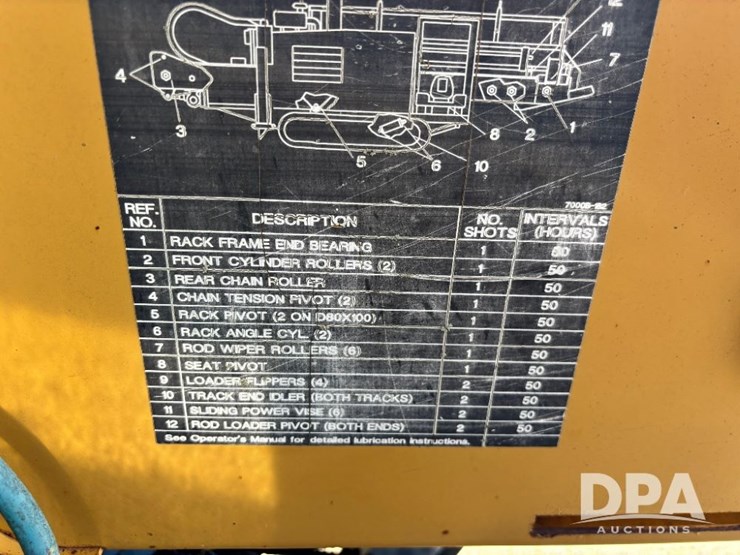 12
11
7
4
3
5
6
10
8
2
1
70008-B2
REF. NO. DESCRIPTION NO. SHOTS INTERVALS (HOURS)
1 RACK FRAME END BEARING 1 50
2 FRONT CYLINDER ROLLERS (2) 1 50
3 REAR CHAIN ROLLER 1 50
4 CHAIN TENSION PIVOT (2) 1 50
5 RACK PIVOT (2 ON D80X100) 1 50
6 RACK ANGLE CYL. (2) 1 50
7 ROD WIPER ROLLERS (6) 1 50
8 SEAT PIVOT 1 50
9 LOADER FLIPPERS (4) 2 50
10 TRACK END IDLER (BOTH TRACKS) 2 50
11 SLIDING POWER VISE (6) 2 50
12 ROD LOADER PIVOT (BOTH ENDS) 2 50
See Operator's Manual for detailed lubrication instructions.
DPA
AUCTIONS